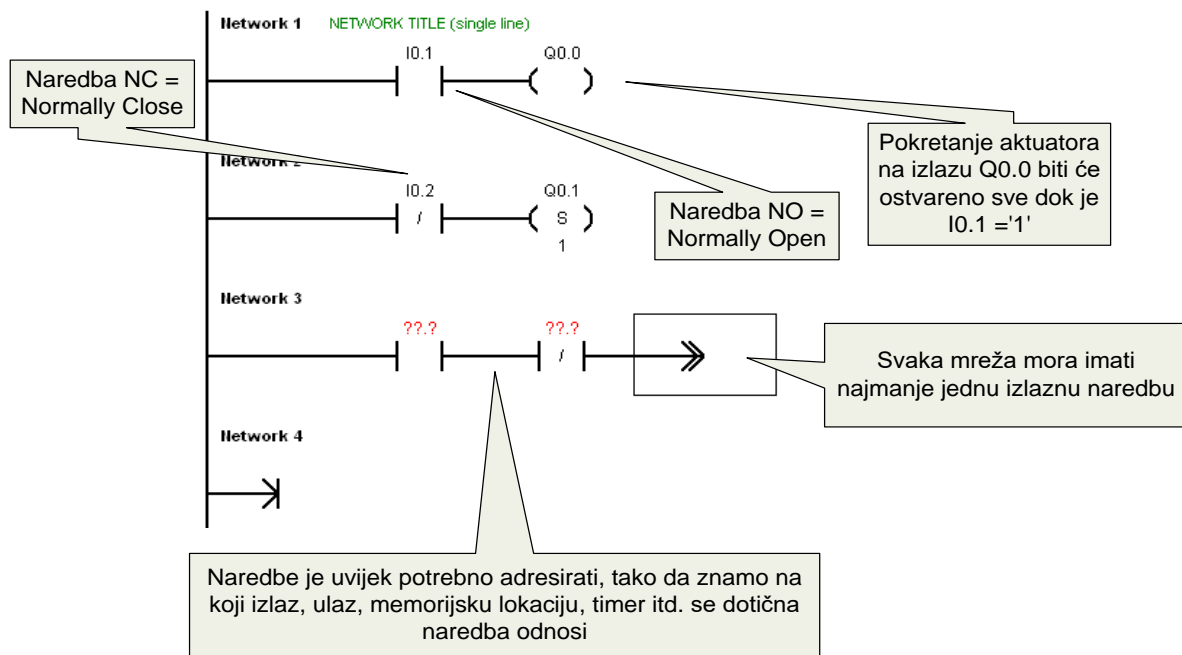 Network 1 NETWORK TITLE (single line)
I0.1 Q0.0
Naredba NC =
Normally Close
Pokretanje aktuatora
na izlazu Q0.0 biti će
ostvareno sve dok je
I0.1 ='1'
Network 2
I0.2 Q0.1
/ S
1
Naredba NO =
Normally Open
Network 3
??.? ??.?
/
Svaka mreža mora imati
najmanje jednu izlaznu naredbu
Network 4
Naredbe je uvijek potrebno adresirati, tako da znamo na
koji izlaz, ulaz, memorijsku lokaciju, timer itd. se dotična
naredba odnosi